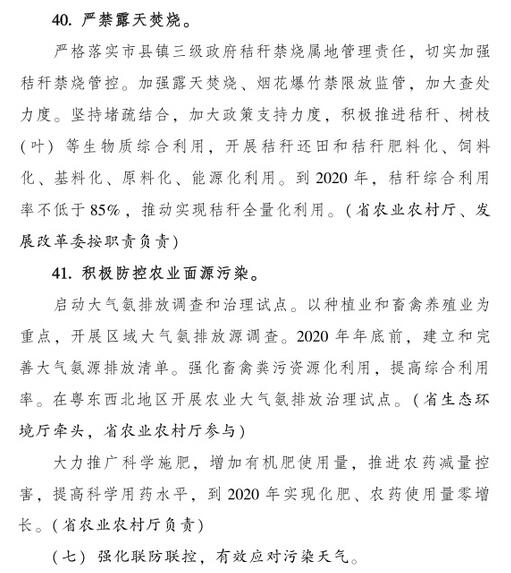 40. 严禁露天焚烧。
严格落实市县镇三级政府秸秆禁烧属地管理责任，切实加强
秸秆禁烧管控。加强露天焚烧、烟花爆竹禁限放监管，加大查处
力度。坚持堵疏结合，加大政策支持力度，积极推进秸秆、树枝
（叶）等生物质综合利用，开展秸秆还田和秸秆肥料化、饲料
化、基料化、原料化、能源化利用。到 2020 年，秸秆综合利用
率不低于 85%，推动实现秸秆全量化利用。（省农业农村厅、发
展改革委按职责负责）
41. 积极防控农业面源污染。
启动大气氨排放调查和治理试点。以种植业和畜禽养殖业为
重点，开展区域大气氨排放源调查。2020 年年底前，建立和完
善大气氨源排放清单。强化畜禽粪污资源化利用，提高综合利用
率。在粤东西北地区开展农业大气氨排放治理试点。（省生态环
境厅牵头，省农业农村厅参与）
大力推广科学施肥，增加有机肥使用量，推进农药减量控
害，提高科学用药水平，到 2020 年实现化肥、农药使用量零增
长。（省农业农村厅负责）
（七）强化联防联控，有效应对污染天气。